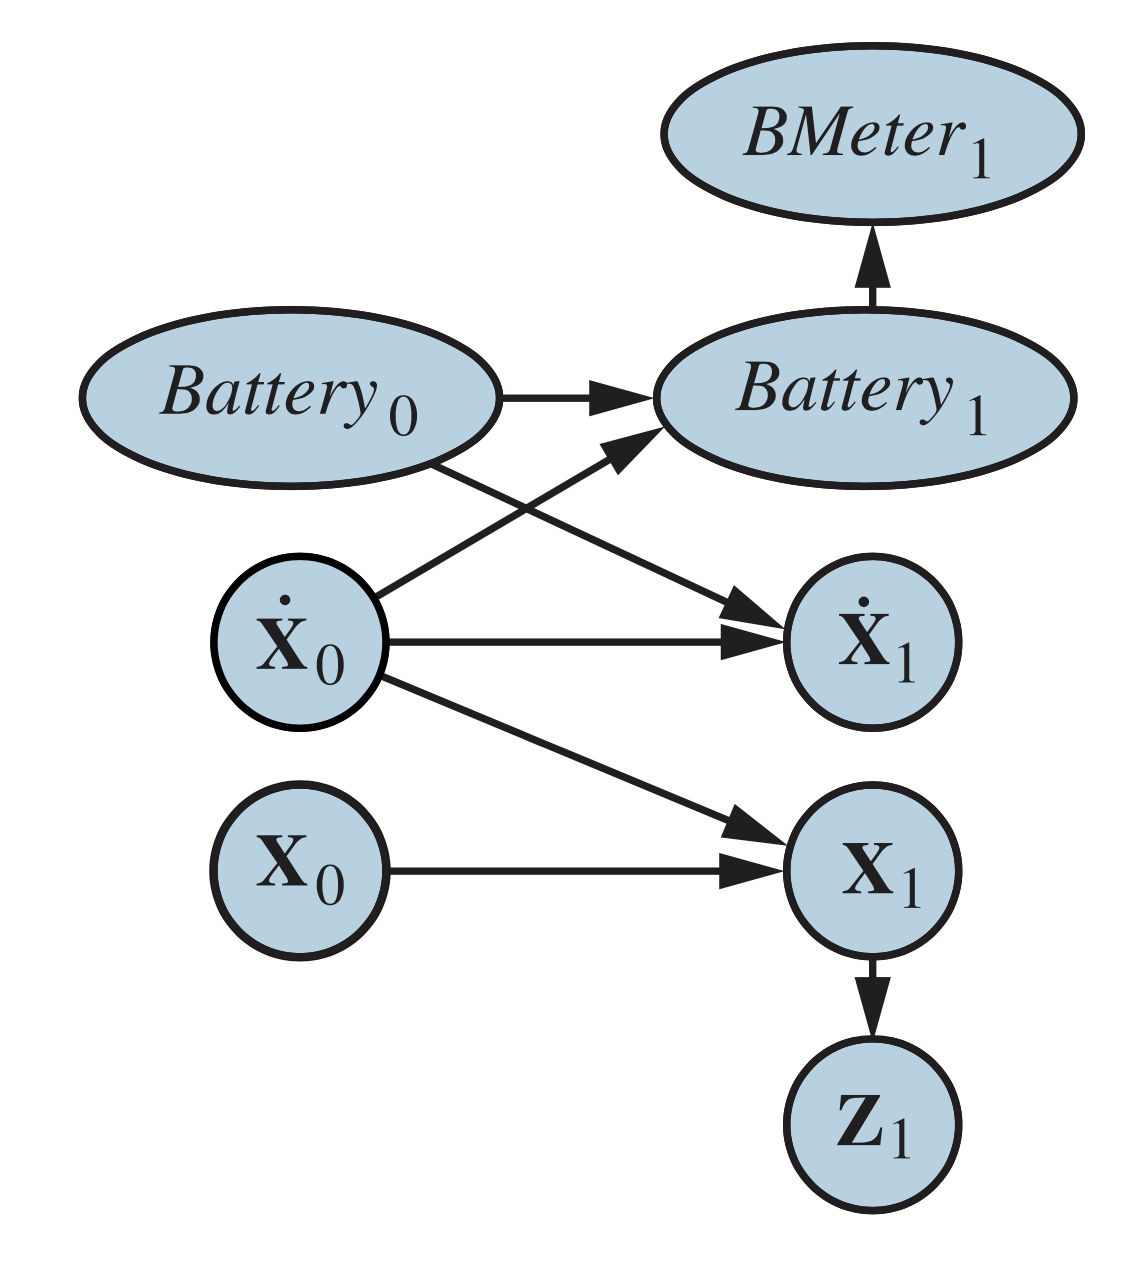 BMeter₁
Battery₀
Battery₁
Ẋ₀
Ẋ₁
X₀
X₁
Z₁